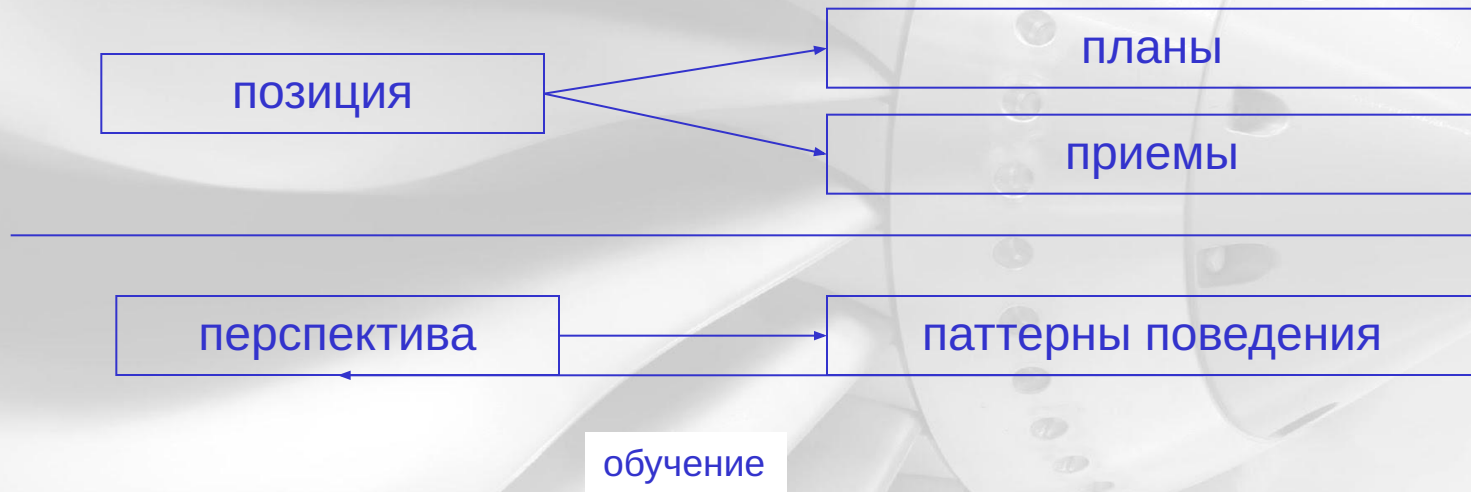 планы
позиция
приемы
перспектива
паттерны поведения
обучение